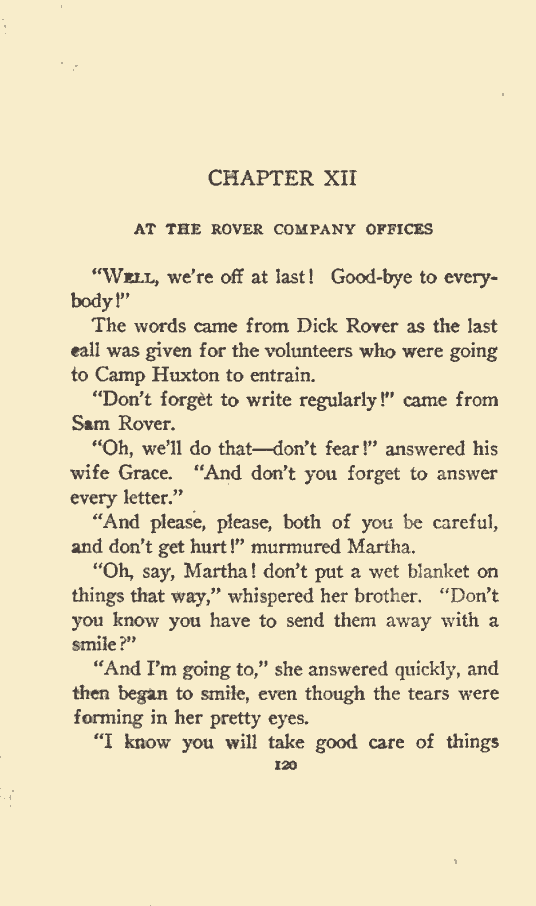 CHAPTER XII
AT THE ROVER COMPANY OFFICES
“WELL, we're off at last! Good-bye to every-
body!”
The words came from Dick Rover as the last
call was given for the volunteers who were going
to Camp Huxton to entrain.
“Don't forget to write regularly!” came from
Sam Rover.
“Oh, we'll do that—don't fear!” answered his
wife Grace. “And don't you forget to answer
every letter.”
“And please, please, both of you be careful,
and don't get hurt!” murmured Martha.
“Oh, say, Martha! don't put a wet blanket on
things that way,” whispered her brother. “Don't
you know you have to send them away with a
smile?”
“And I'm going to,” she answered quickly, and
then began to smile, even though the tears were
forming in her pretty eyes.
“I know you will take good care of things
120